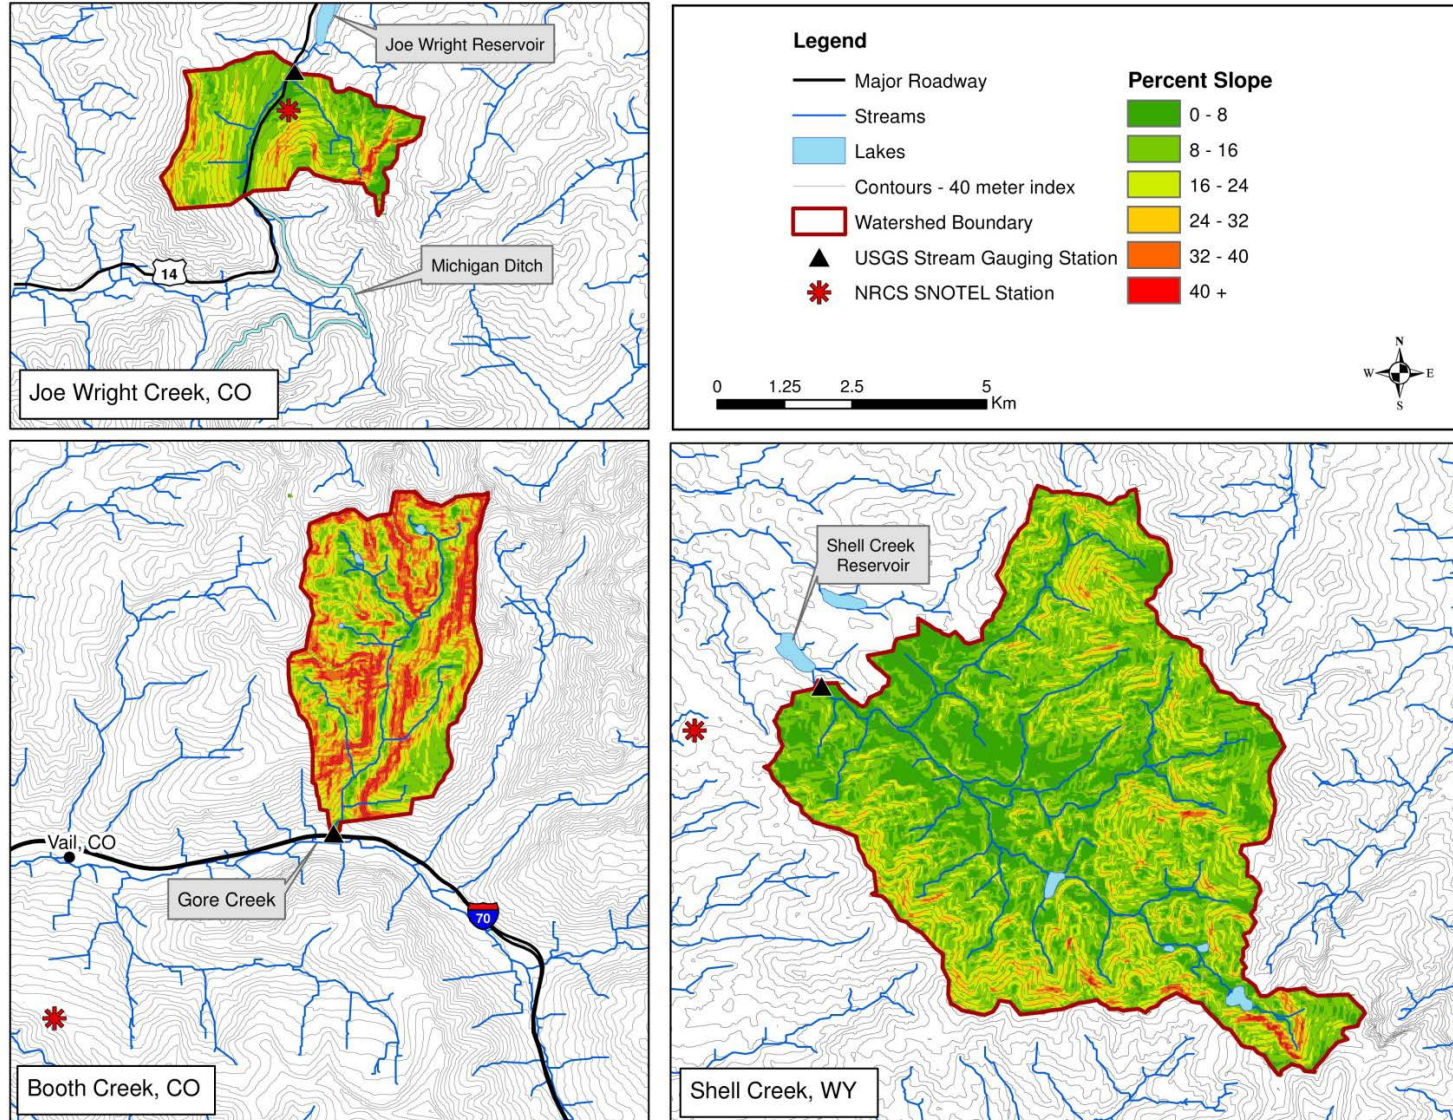 Joe Wright Reservoir
14
Michigan Ditch
Joe Wright Creek, CO
Legend
Major Roadway
Streams
Lakes
Contours - 40 meter index
Watershed Boundary
USGS Stream Gauging Station
NRCS SNOTEL Station
Percent Slope
0 - 8
8 - 16
16 - 24
24 - 32
32 - 40
40 +
0 1.25 2.5 5
Km
N
W E
S
Vail, CO
Gore Creek
70
Booth Creek, CO
Shell Creek
Reservoir
Shell Creek, WY